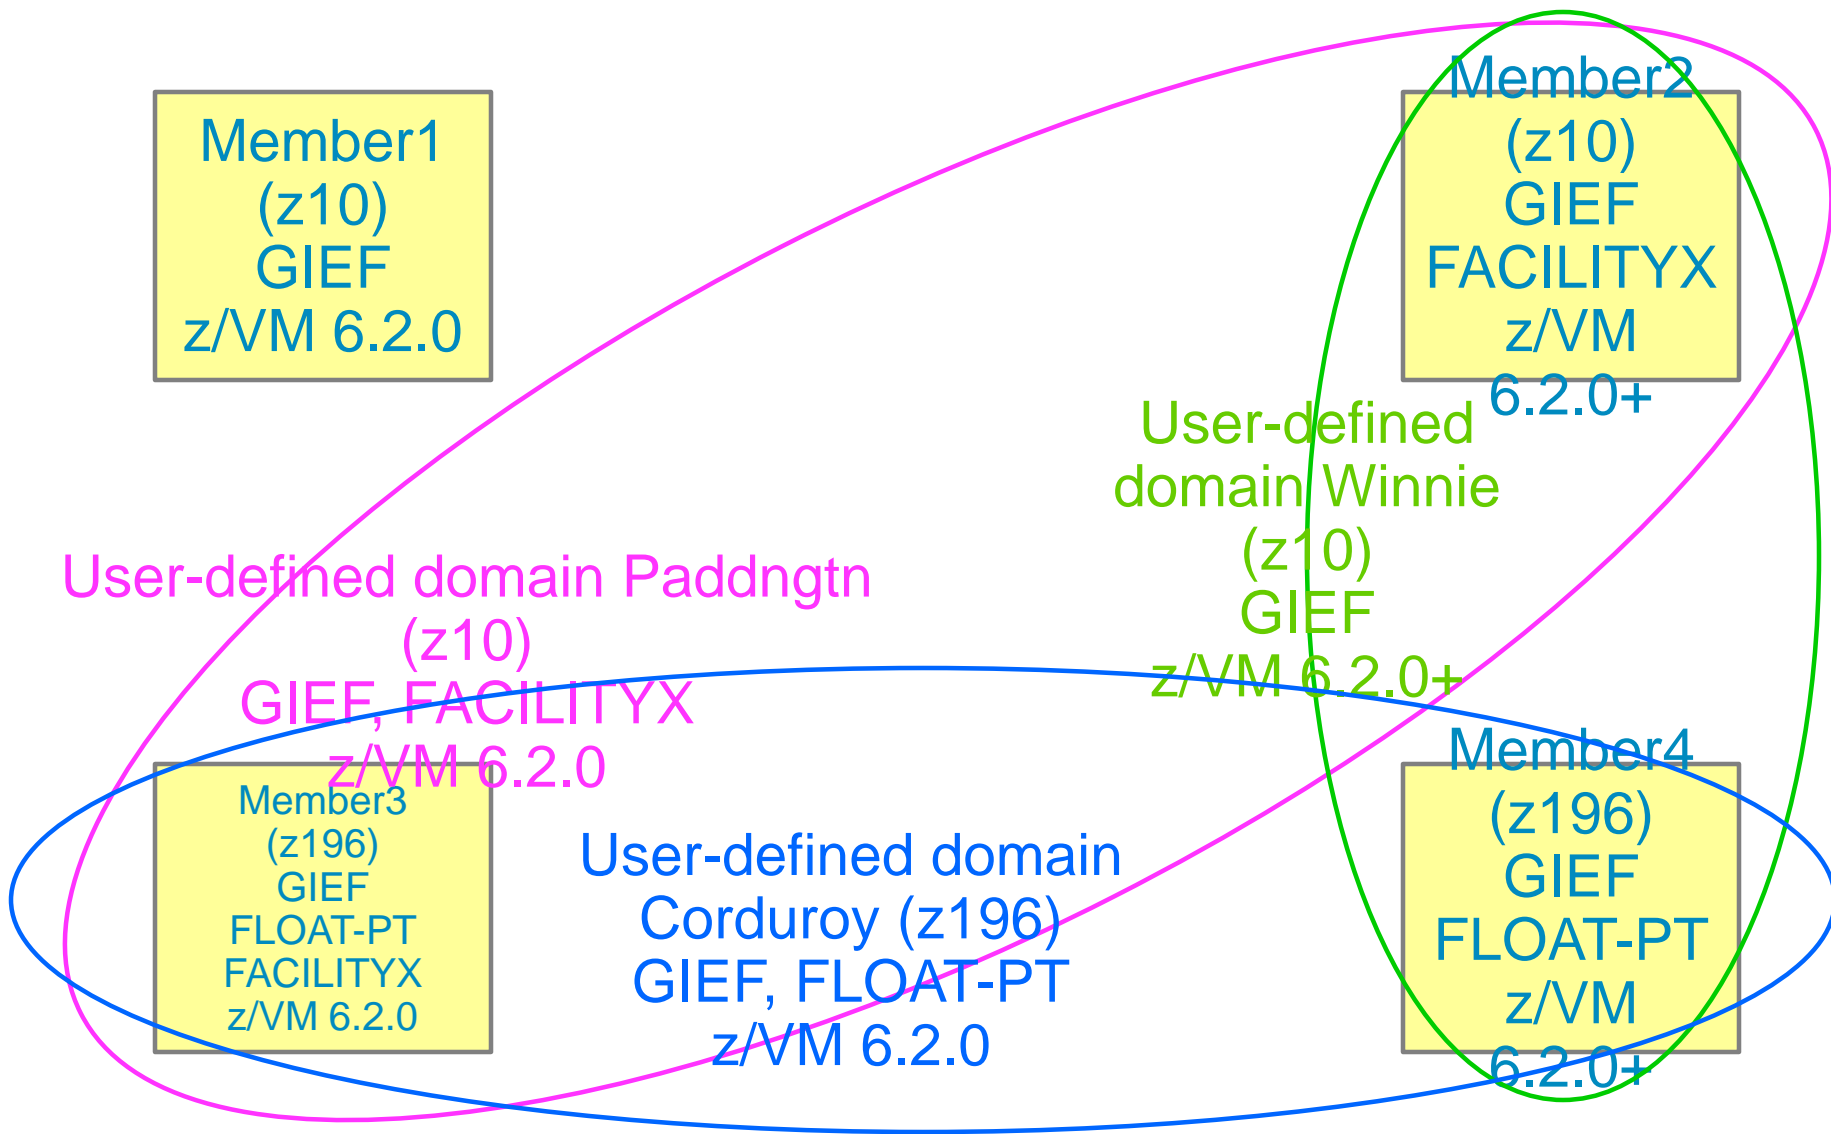 Member1
(z10)
GIEF
z/VM 6.2.0
Member2
(z10)
GIEF
FACILITYX
z/VM
6.2.0+
User-defined
domain Winnie
(z10)
GIEF
z/VM 6.2.0+
User-defined domain Paddngtn
(z10)
GIEF, FACILITYX
z/VM 6.2.0
Member3
(z196)
GIEF
FLOAT-PT
FACILITYX
z/VM 6.2.0
User-defined domain
Corduroy (z196)
GIEF, FLOAT-PT
z/VM 6.2.0
Member4
(z196)
GIEF
FLOAT-PT
z/VM
6.2.0+